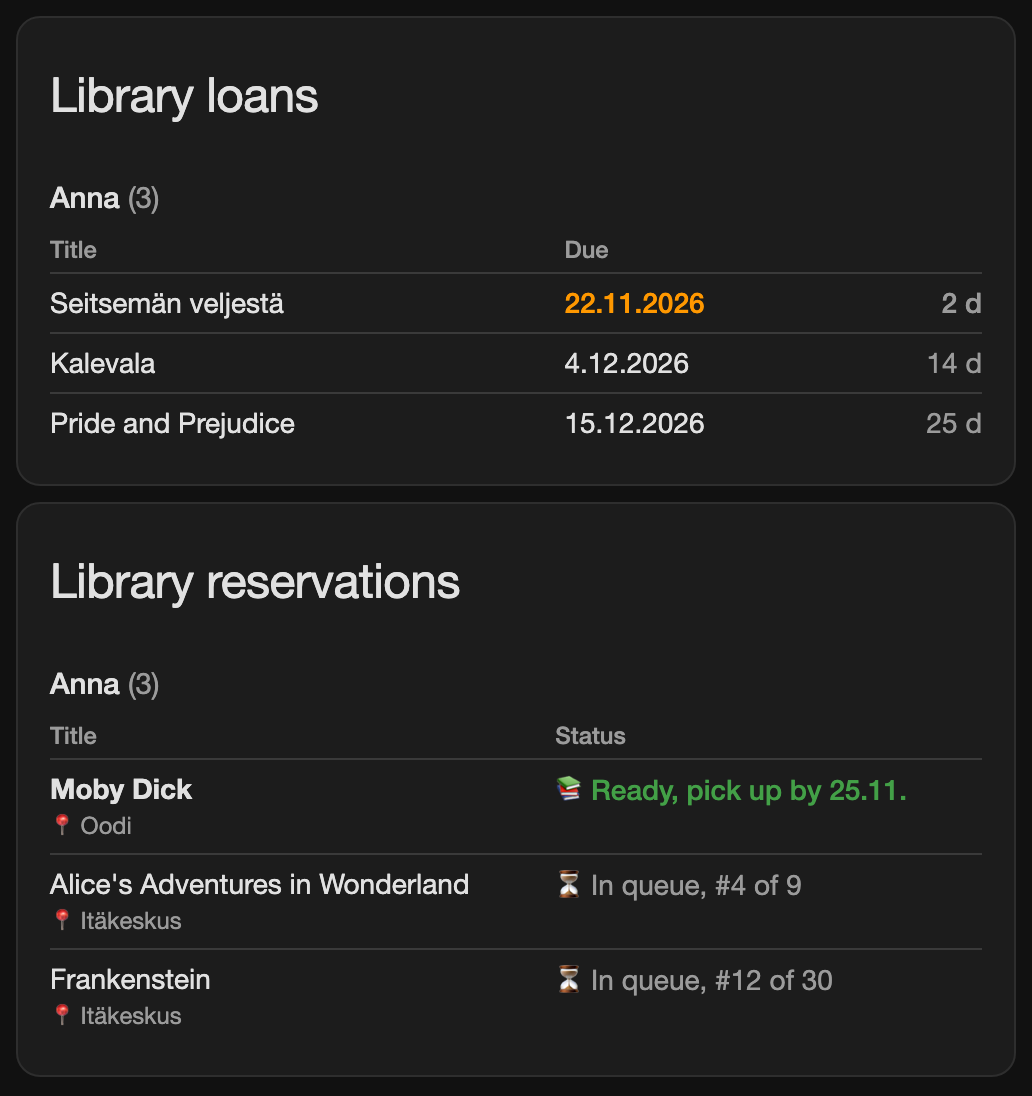 Library loans
Anna (3)
Title Due
Seitsemän veljestä 22.11.2026 2 d
Kalevala 4.12.2026 14 d
Pride and Prejudice 15.12.2026 25 d
Library reservations
Anna (3)
Title Status
Moby Dick 📚 Ready, pick up by 25.11.
📍 Oodi
Alice's Adventures in Wonderland ⏳ In queue, #4 of 9
📍 Itäkeskus
Frankenstein ⏳ In queue, #12 of 30
📍 Itäkeskus